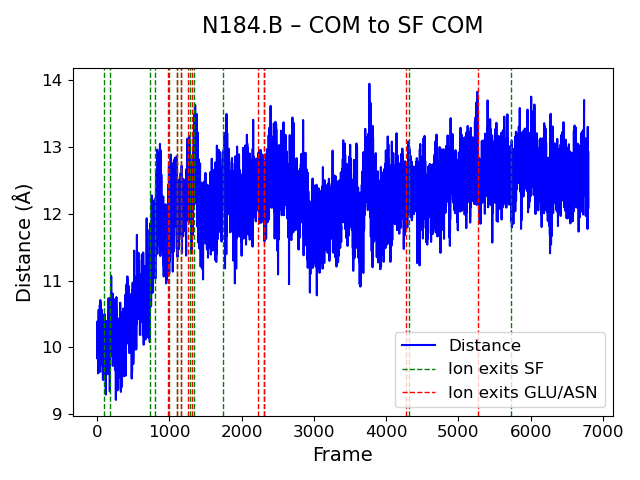 N184.B – COM to SF COM
14
13
12
11
10
9
Distance (Å)
Distance
Ion exits SF
Ion exits GLU/ASN
0 1000 2000 3000 4000 5000 6000 7000
Frame